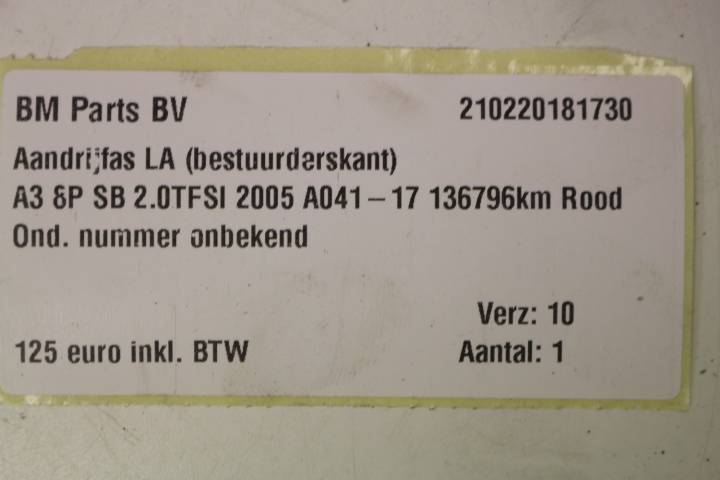 BM Parts BV 210220181730
Aandrijfas LA (bestuurderskant)
A3 8P SB 2.0TFSI 2005 A041-17 136796km Rood
Ond. nummer onbekend
Verz: 10
125 euro inkl. BTW Aantal: 1